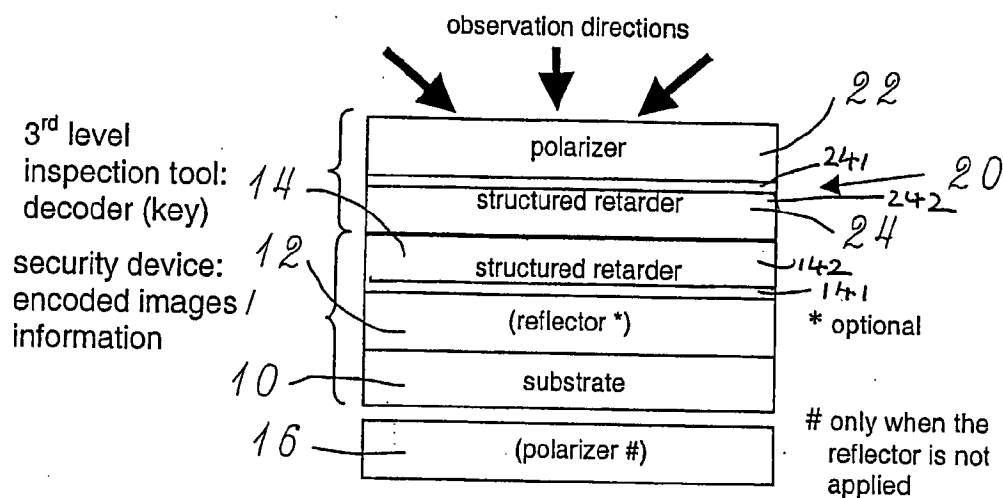 observation directions
22
polarizer
241
20
3rd level
inspection tool:
decoder (key)
14
structured retarder
242
24
security device:
encoded images /
information
12
structured retarder
142
141
(reflector *)
* optional
10
substrate
16
(polarizer #)
# only when the
reflector is not
applied